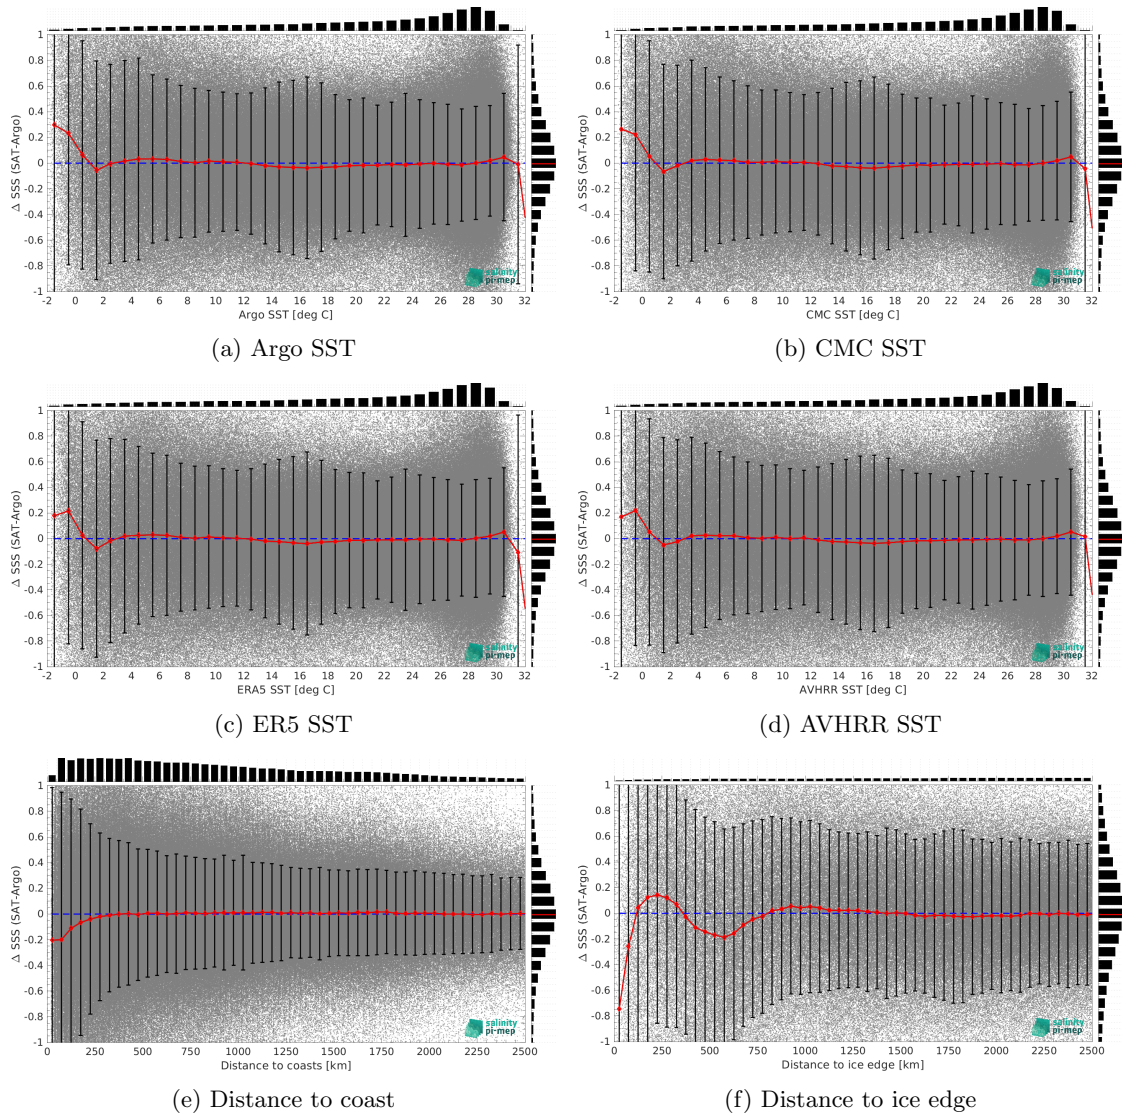 1 0.8 0.6 0.4 0.2 0 -0.2 -0.4 -0.6 -0.8 -1
Δ SSS (SAT-Argo)
salinity
pi-mep
-2 0 2 4 6 8 10 12 14 16 18 20 22 24 26 28 30 32
Argo SST [deg C]
(a) Argo SST
1 0.8 0.6 0.4 0.2 0 -0.2 -0.4 -0.6 -0.8 -1
Δ SSS (SAT-Argo)
salinity
pi-mep
-2 0 2 4 6 8 10 12 14 16 18 20 22 24 26 28 30 32
CMC SST [deg C]
(b) CMC SST
1 0.8 0.6 0.4 0.2 0 -0.2 -0.4 -0.6 -0.8 -1
Δ SSS (SAT-Argo)
salinity
pi-mep
-2 0 2 4 6 8 10 12 14 16 18 20 22 24 26 28 30 32
ERA5 SST [deg C]
(c) ER5 SST
1 0.8 0.6 0.4 0.2 0 -0.2 -0.4 -0.6 -0.8 -1
Δ SSS (SAT-Argo)
salinity
pi-mep
-2 0 2 4 6 8 10 12 14 16 18 20 22 24 26 28 30 32
AVHRR SST [deg C]
(d) AVHRR SST
1 0.8 0.6 0.4 0.2 0 -0.2 -0.4 -0.6 -0.8 -1
Δ SSS (SAT-Argo)
salinity
pi-mep
0 250 500 750 1000 1250 1500 1750 2000 2250 2500
Distance to coasts [km]
(e) Distance to coast
1 0.8 0.6 0.4 0.2 0 -0.2 -0.4 -0.6 -0.8 -1
Δ SSS (SAT-Argo)
salinity
pi-mep
0 250 500 750 1000 1250 1500 1750 2000 2250 2500
Distance to ice edge [km]
(f) Distance to ice edge